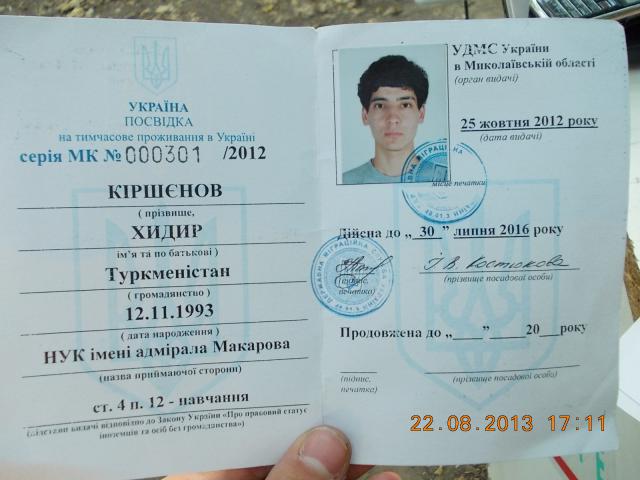 УКРАЇНА
ПОСВІДКА
на тимчасове проживання в Україні
серія МК № 000301 /2012
КІРШЄНОВ
( прізвище,
ХИДИР
ім'я та по батькові )
Туркменістан
( громадянство )
12.11.1993
( дата народження )
НУК імені адмірала Макарова
(назва приймаючої сторони)
ст. 4 п. 12 - навчання
(підстави видачі відповідно до Закону України «Про правовий статус
іноземців та осіб без громадянства»)
УДМС України
в Миколаївській області
(орган видачі)
25 жовтня 2012 року
(дата видачі)
місце печатки
Дійсна до „ 30 " липня 2016 року
(підпис, печатка)
І. В. Костюкова
(прізвище посадової особи)
Продовжена до „____"____ 20___року
(підпис,
печатка)
(прізвище посадової особи)
22.08.2013 17:11